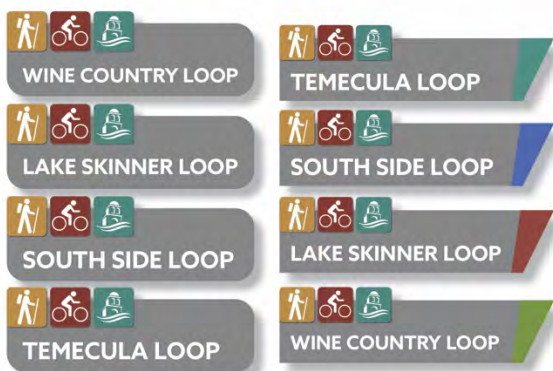 WINE COUNTRY LOOP
LAKE SKINNER LOOP
SOUTH SIDE LOOP
TEMECULA LOOP
TEMECULA LOOP
SOUTH SIDE LOOP
LAKE SKINNER LOOP
WINE COUNTRY LOOP